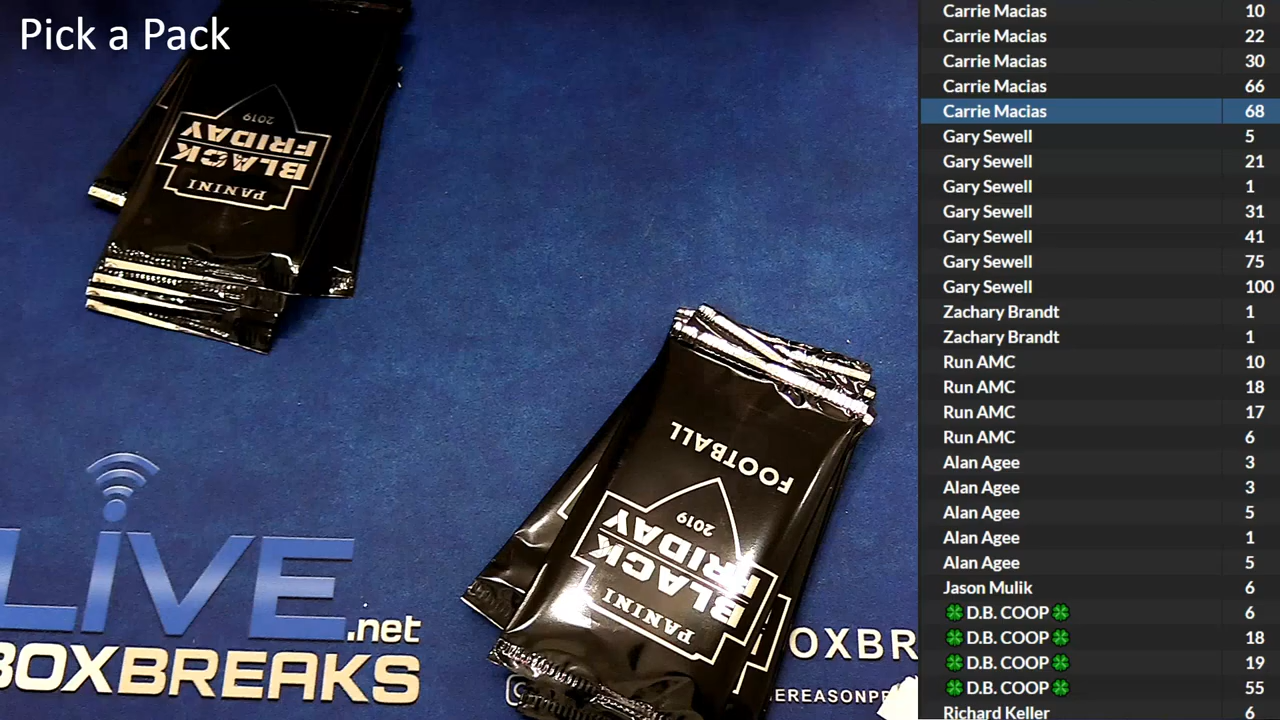 Pick a Pack
2019
BLACK
FRIDAY
PANINI
FOOTBALL
2019
BLACK
FRIDAY
PANINI
LIVE.net
BOXBREAKS
OXBR
EREASONPR
Carrie Macias 10
Carrie Macias 22
Carrie Macias 30
Carrie Macias 66
Carrie Macias 68
Gary Sewell 5
Gary Sewell 21
Gary Sewell 1
Gary Sewell 31
Gary Sewell 41
Gary Sewell 75
Gary Sewell 100
Zachary Brandt 1
Zachary Brandt 1
Run AMC 10
Run AMC 18
Run AMC 17
Run AMC 6
Alan Agee 3
Alan Agee 3
Alan Agee 5
Alan Agee 1
Alan Agee 5
Jason Mulik 6
🍀 D.B. COOP 🍀 6
🍀 D.B. COOP 🍀 18
🍀 D.B. COOP 🍀 19
🍀 D.B. COOP 🍀 55
Richard Keller 6